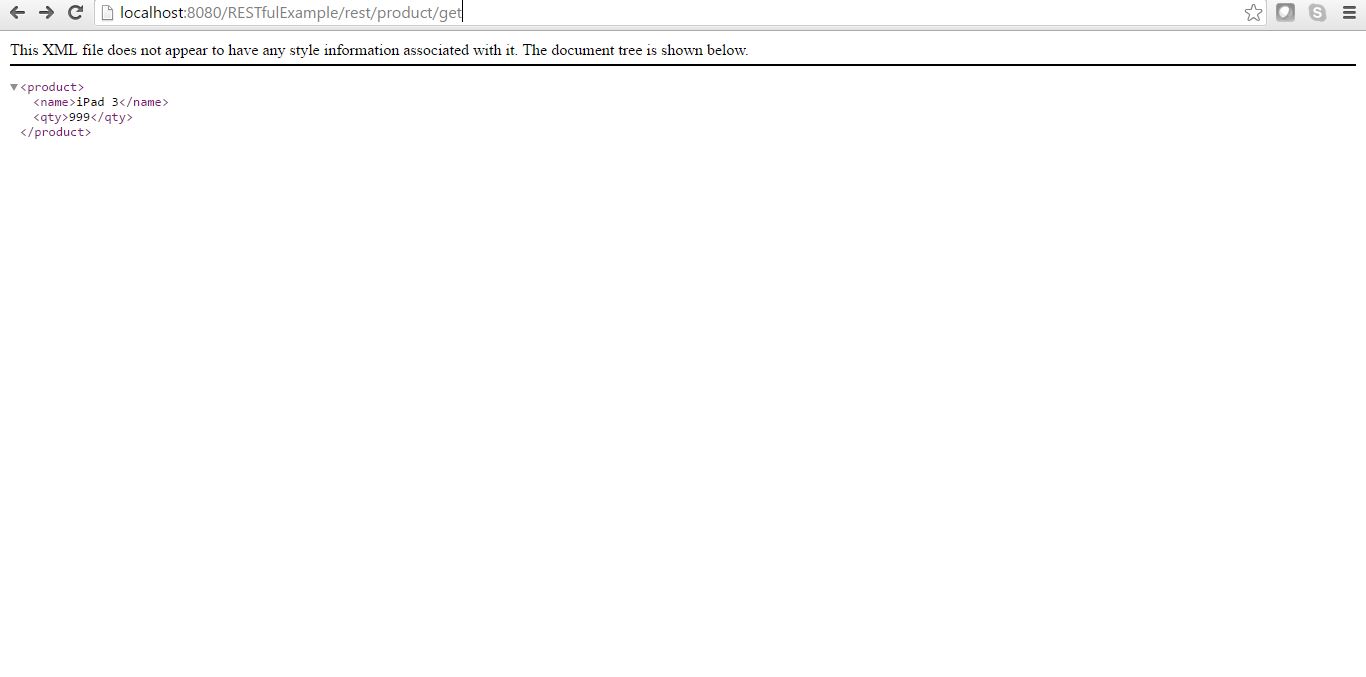 localhost:8080/RESTfulExample/rest/product/get
This XML file does not appear to have any style information associated with it. The document tree is shown below.
▼<product>
<name>iPad 3</name>
<qty>999</qty>
</product>